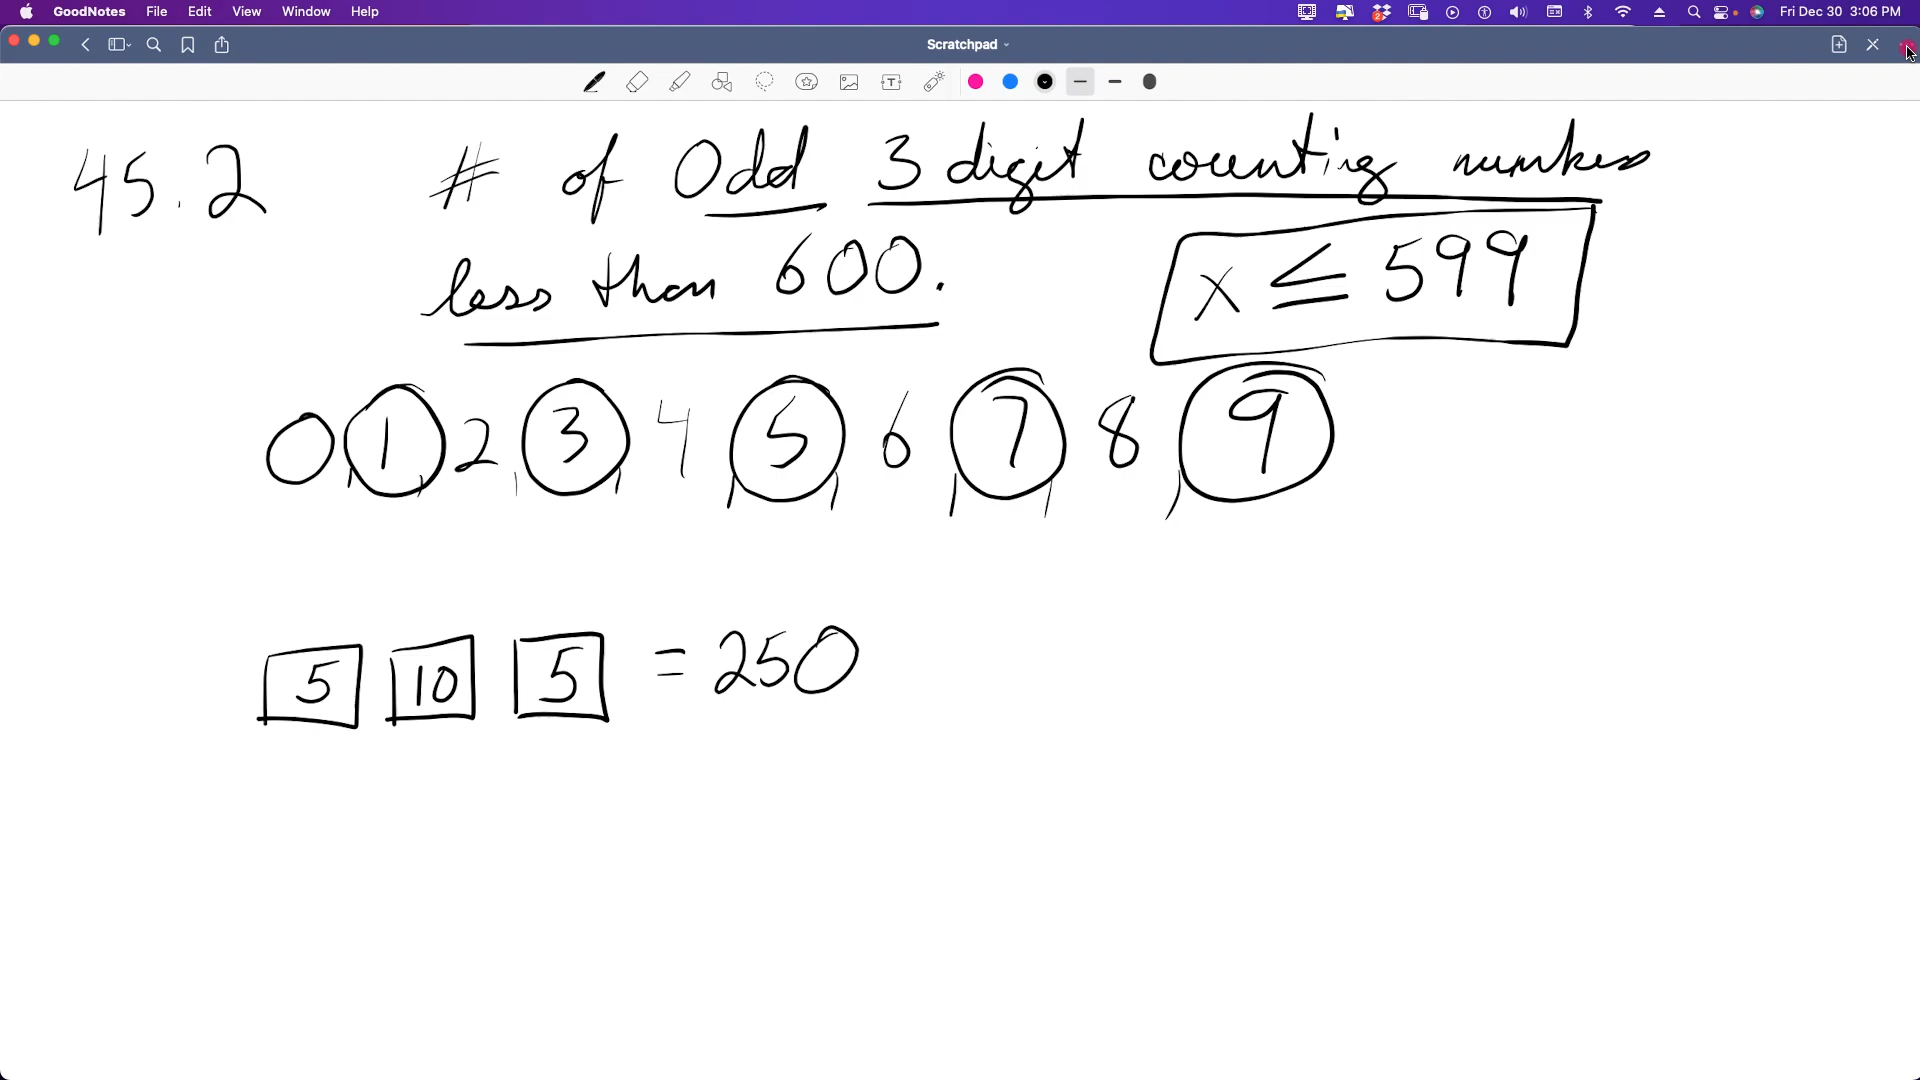 GoodNotes File Edit View Window Help 2 Fri Dec 30 3:06 PM
Scratchpad
T
45.2 # of Odd 3 digit counting numbers
less than 600. x ≤ 599
0 1 2 3 4 5 6 7 8 9
5 10 5 = 250